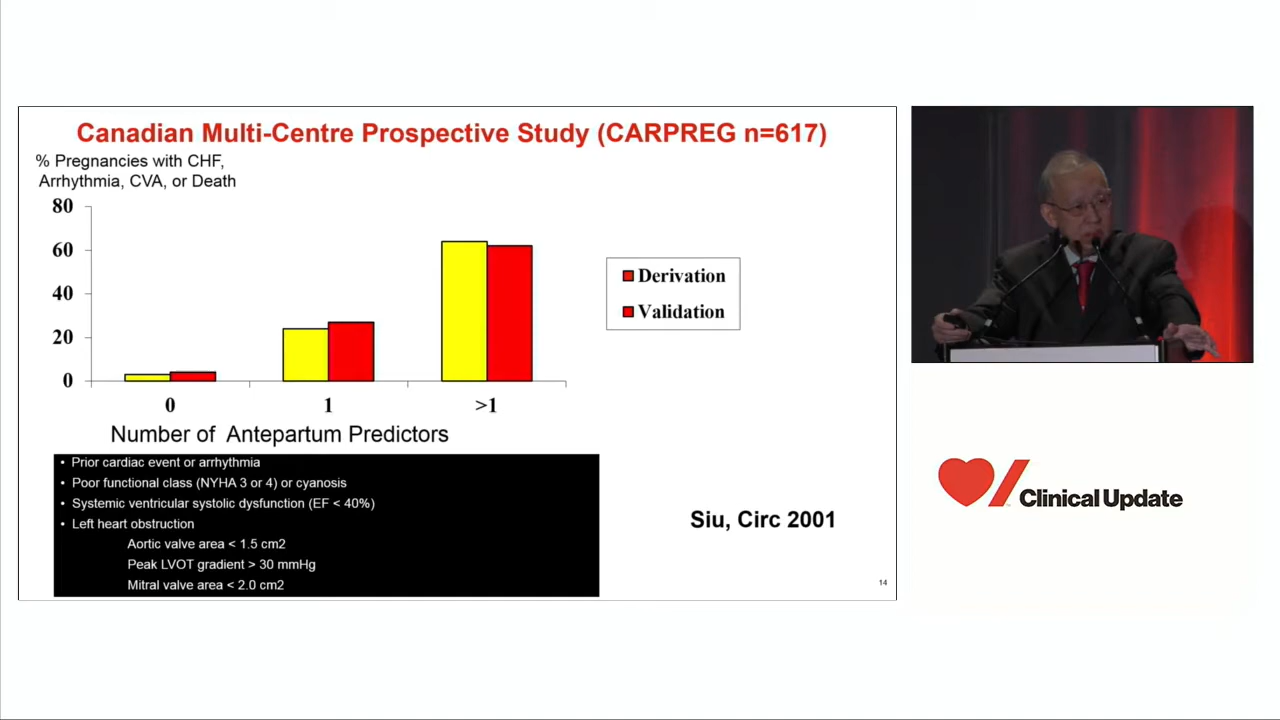 Canadian Multi-Centre Prospective Study (CARPREG n=617)
% Pregnancies with CHF,
Arrhythmia, CVA, or Death
80
60
40
20
0
0 1 >1
Number of Antepartum Predictors
Derivation
Validation
• Prior cardiac event or arrhythmia
• Poor functional class (NYHA 3 or 4) or cyanosis
• Systemic ventricular systolic dysfunction (EF < 40%)
• Left heart obstruction
Aortic valve area < 1.5 cm2
Peak LVOT gradient > 30 mmHg
Mitral valve area < 2.0 cm2
Siu, Circ 2001
14
Clinical Update